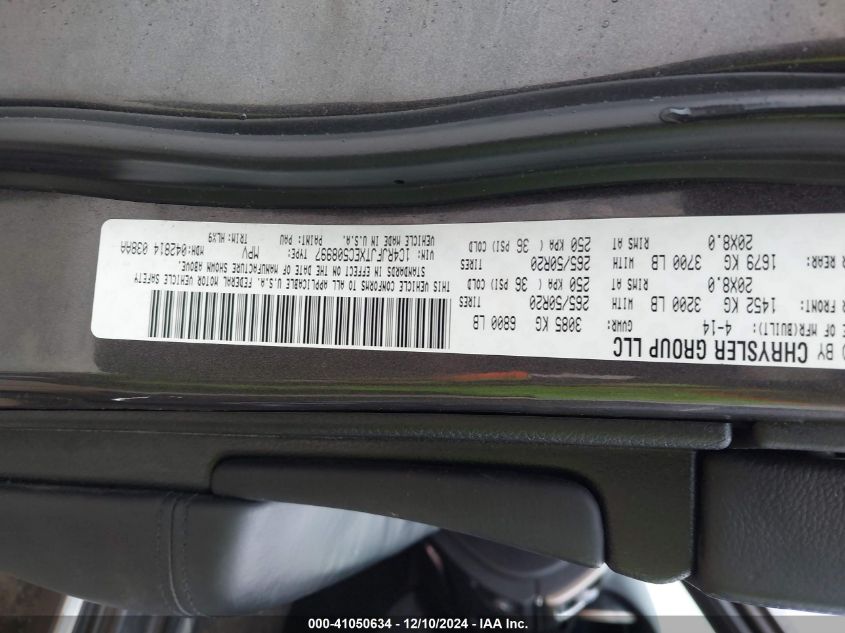 ) BY CHRYSLER GROUP LLC
E OF MFR(BUILT): 4-14 GVWR: 3085 KG 6800 LB
R FRONT: 1452 KG 3200 LB WITH 265/50R20 TIRES 20X8.0 RIMS AT 250 KPA ( 36 PSI) COLD
R REAR: 1679 KG 3700 LB WITH 265/50R20 TIRES 20X8.0 RIMS AT 250 KPA ( 36 PSI) COLD
THIS VEHICLE CONFORMS TO ALL APPLICABLE U.S.A. FEDERAL MOTOR VEHICLE SAFETY
STANDARDS IN EFFECT ON THE DATE OF MANUFACTURE SHOWN ABOVE.
VIN: 1C4RJFJTXEC508997 TYPE: MPV MDH:042814 038AA
VEHICLE MADE IN U.S.A. PAINT: PAU TRIM: HLX9
000-41050634 - 12/10/2024 - IAA Inc.